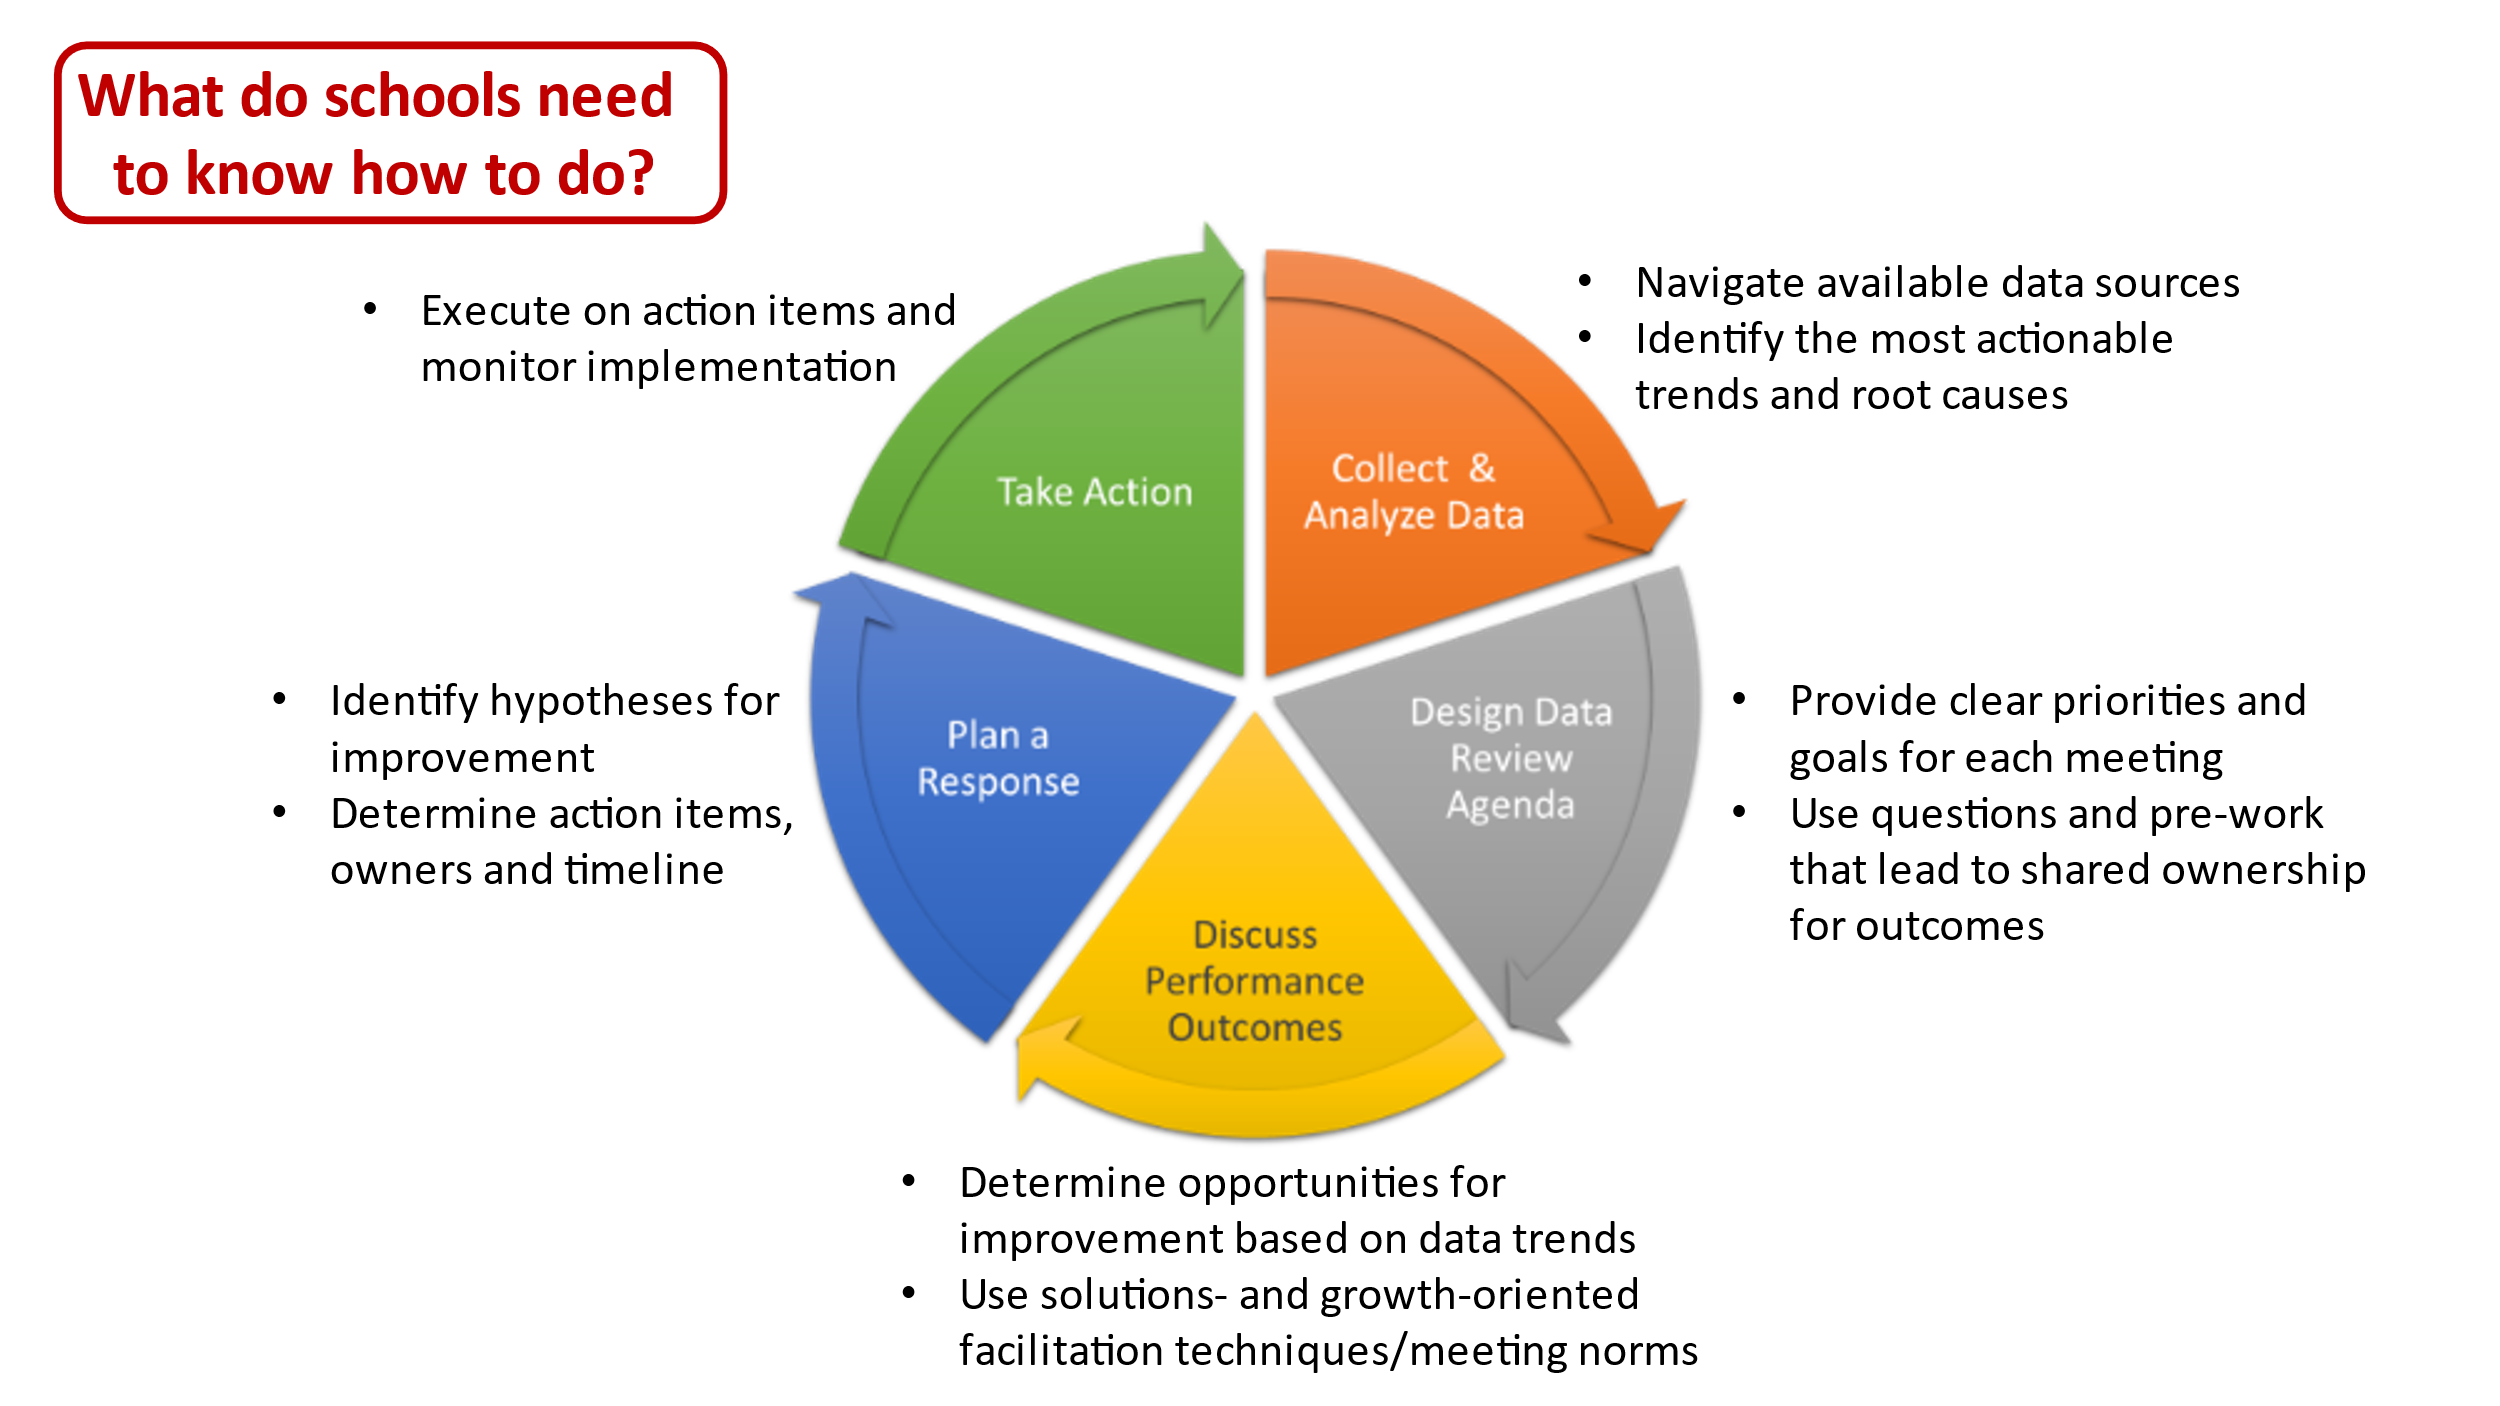 What do schools need
to know how to do?
• Execute on action items and
monitor implementation
• Navigate available data sources
• Identify the most actionable
trends and root causes
Take Action
Collect & 
Analyze Data
• Identify hypotheses for
improvement
• Determine action items,
owners and timeline
Plan a
Response
Design Data
Review
Agenda
• Provide clear priorities and
goals for each meeting
• Use questions and pre-work
that lead to shared ownership
for outcomes
Discuss
Performance
Outcomes
• Determine opportunities for
improvement based on data trends
• Use solutions- and growth-oriented
facilitation techniques/meeting norms